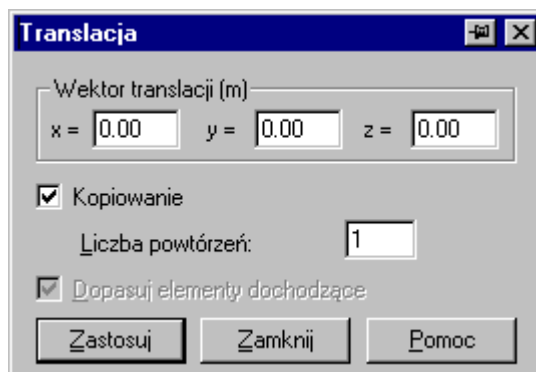 Translacja
Wektor translacji (m)
x = 0.00 y = 0.00 z = 0.00
Kopiowanie
Liczba powtórzeń: 1
Dopasuj elementy dochodzące
Zastosuj Zamknij Pomoc